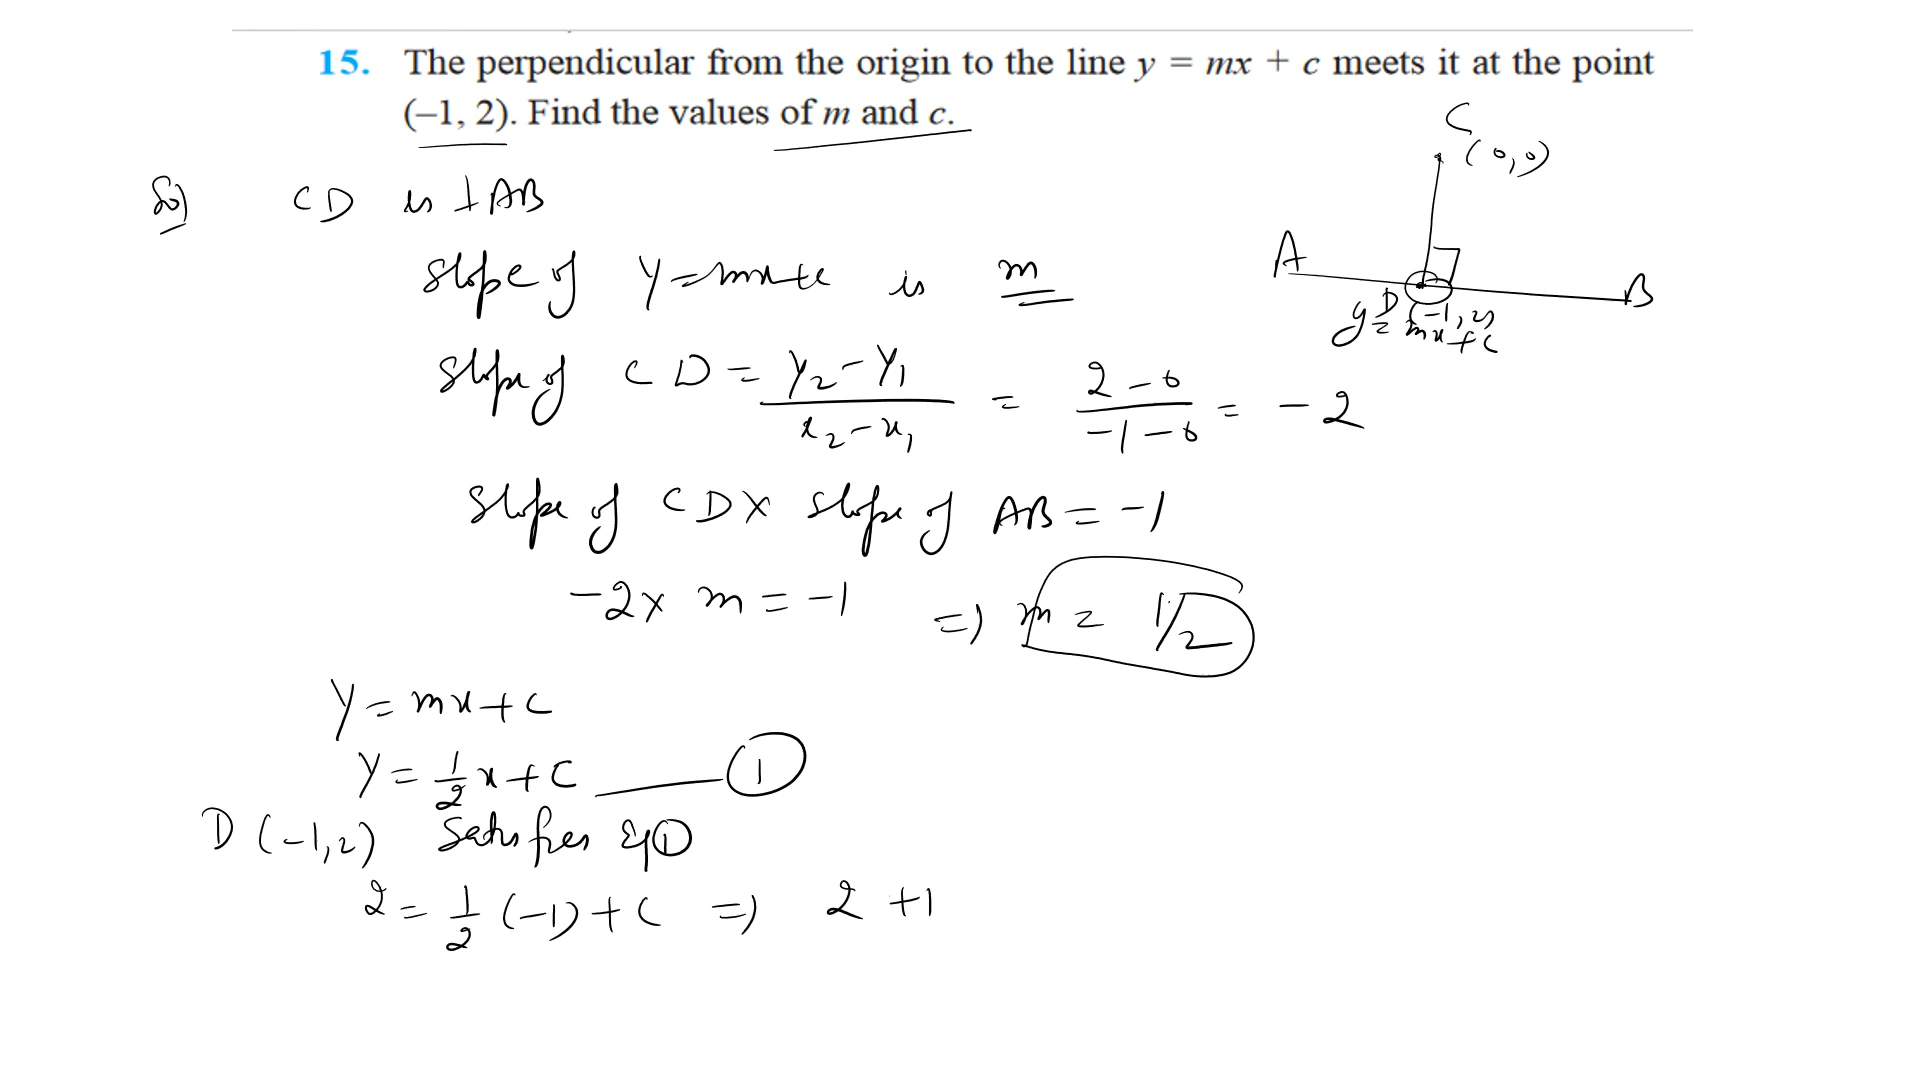 15. The perpendicular from the origin to the line y = mx + c meets it at the point
(–1, 2). Find the values of m and c.
C
(0,0)
Sol CD is ⊥ AB
A
B
D (-1,2)
y = mx+c
slope of y=mx+c is m
slope of CD = y₂-y₁/x₂-x₁ = 2-0/-1-0 = -2
slope of CD x slope of AB = -1
-2 x m = -1 => m = 1/2
y = mx+c
y = 1/2 x+c ——— ①
D (-1,2) satisfies eq ①
2 = 1/2 (-1)+c => 2 +1